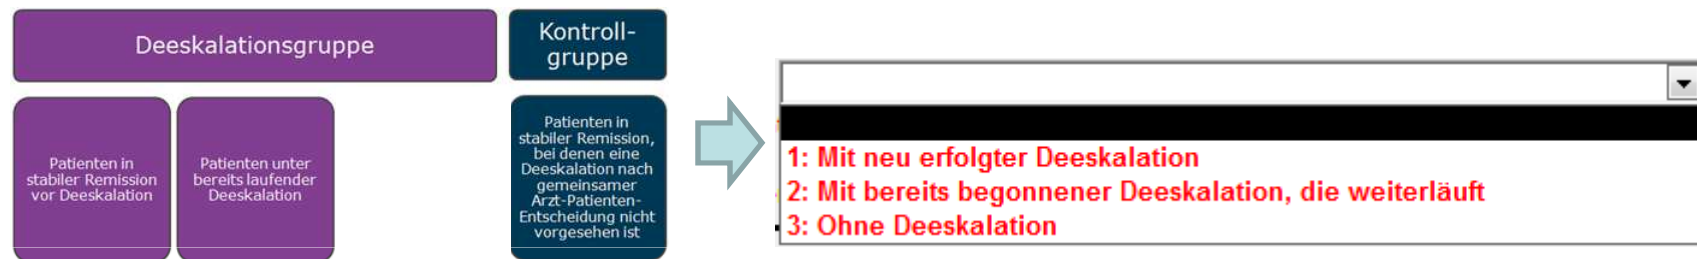 Deeskalationsgruppe
Kontroll-
gruppe
Patienten in
stabiler Remission
vor Deeskalation
Patienten unter
bereits laufender
Deeskalation
Patienten in
stabiler Remission,
bei denen eine
Deeskalation nach
gemeinsamer
Arzt-Patienten-
Entscheidung nicht
vorgesehen ist
1: Mit neu erfolgter Deeskalation
2: Mit bereits begonnener Deeskalation, die weiterläuft
3: Ohne Deeskalation